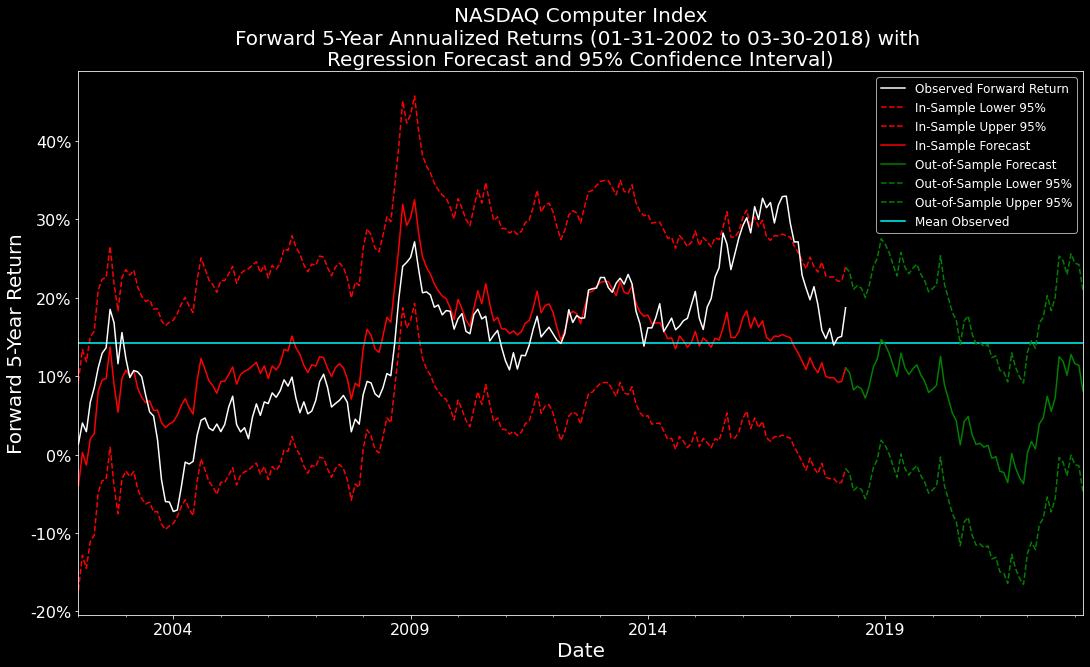 NASDAQ Computer Index
Forward 5-Year Annualized Returns (01-31-2002 to 03-30-2018) with
Regression Forecast and 95% Confidence Interval)
Observed Forward Return
In-Sample Lower 95%
In-Sample Upper 95%
In-Sample Forecast
Out-of-Sample Forecast
Out-of-Sample Lower 95%
Out-of-Sample Upper 95%
Mean Observed
Forward 5-Year Return
40%
30%
20%
10%
0%
-10%
-20%
2004
2009
2014
2019
Date